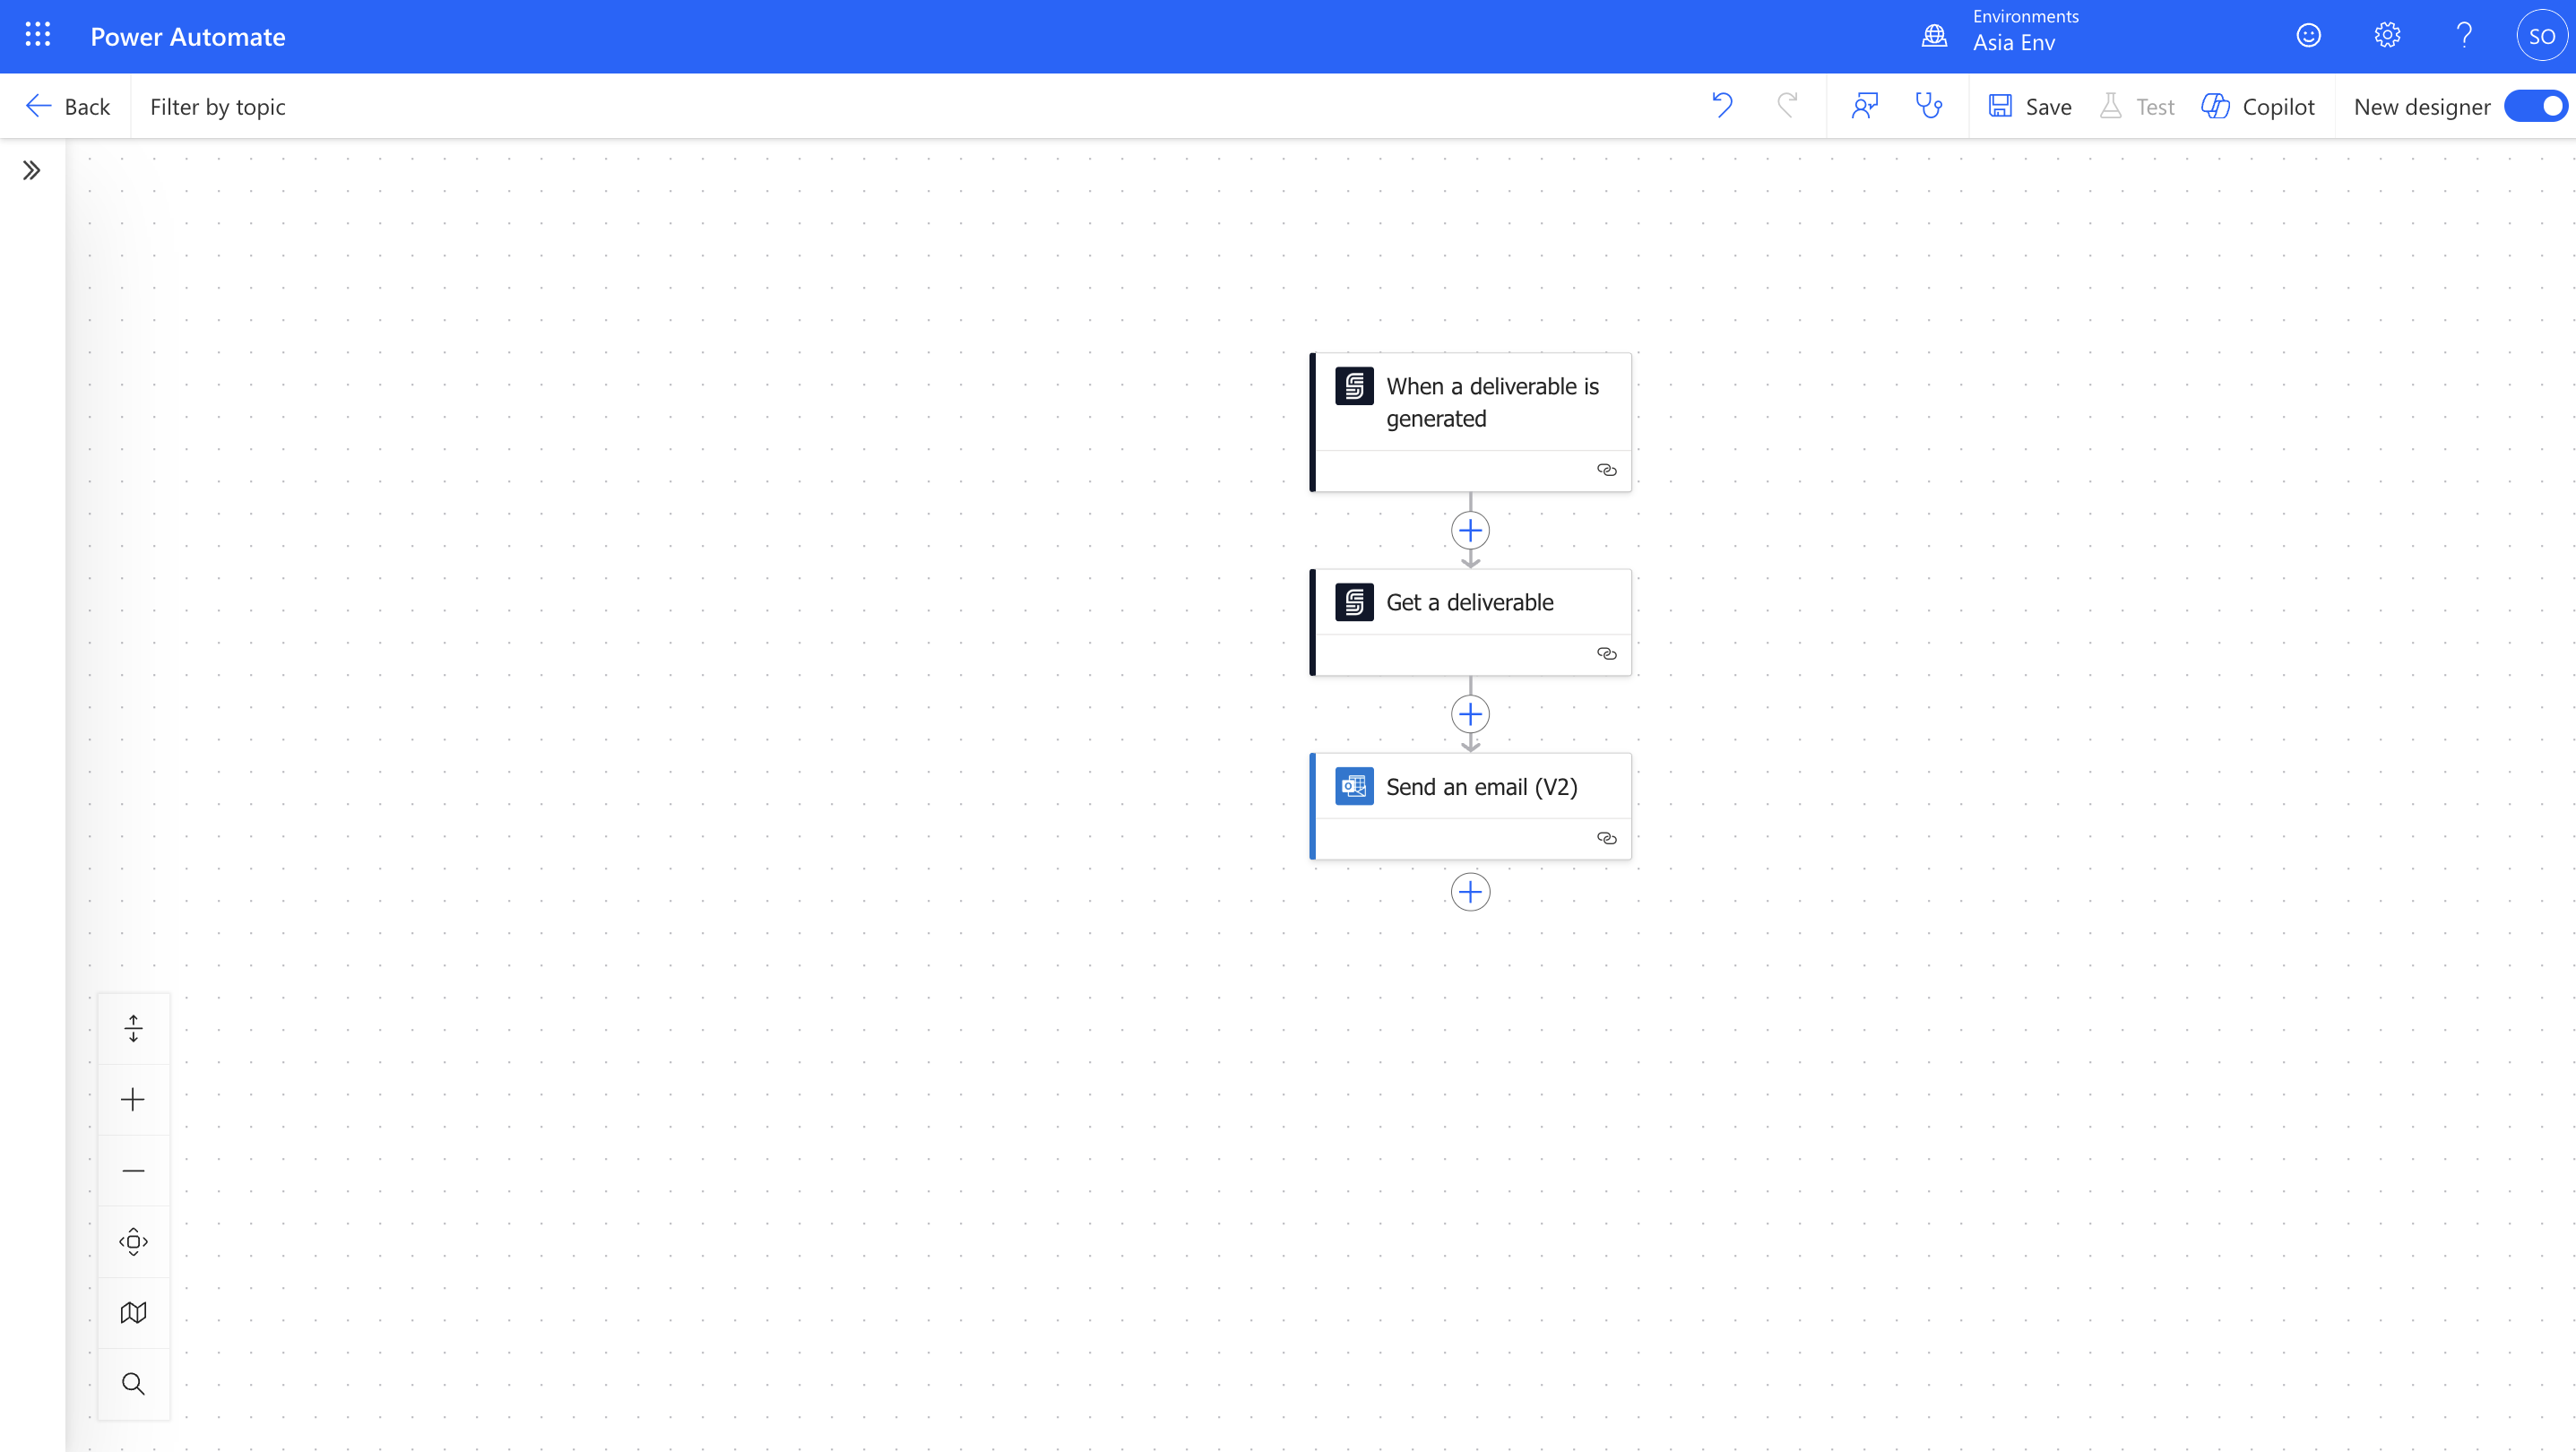 Power Automate
Environments
Asia Env
SO
Back
Filter by topic
Save
Test
Copilot
New designer
When a deliverable is
generated
Get a deliverable
Send an email (V2)